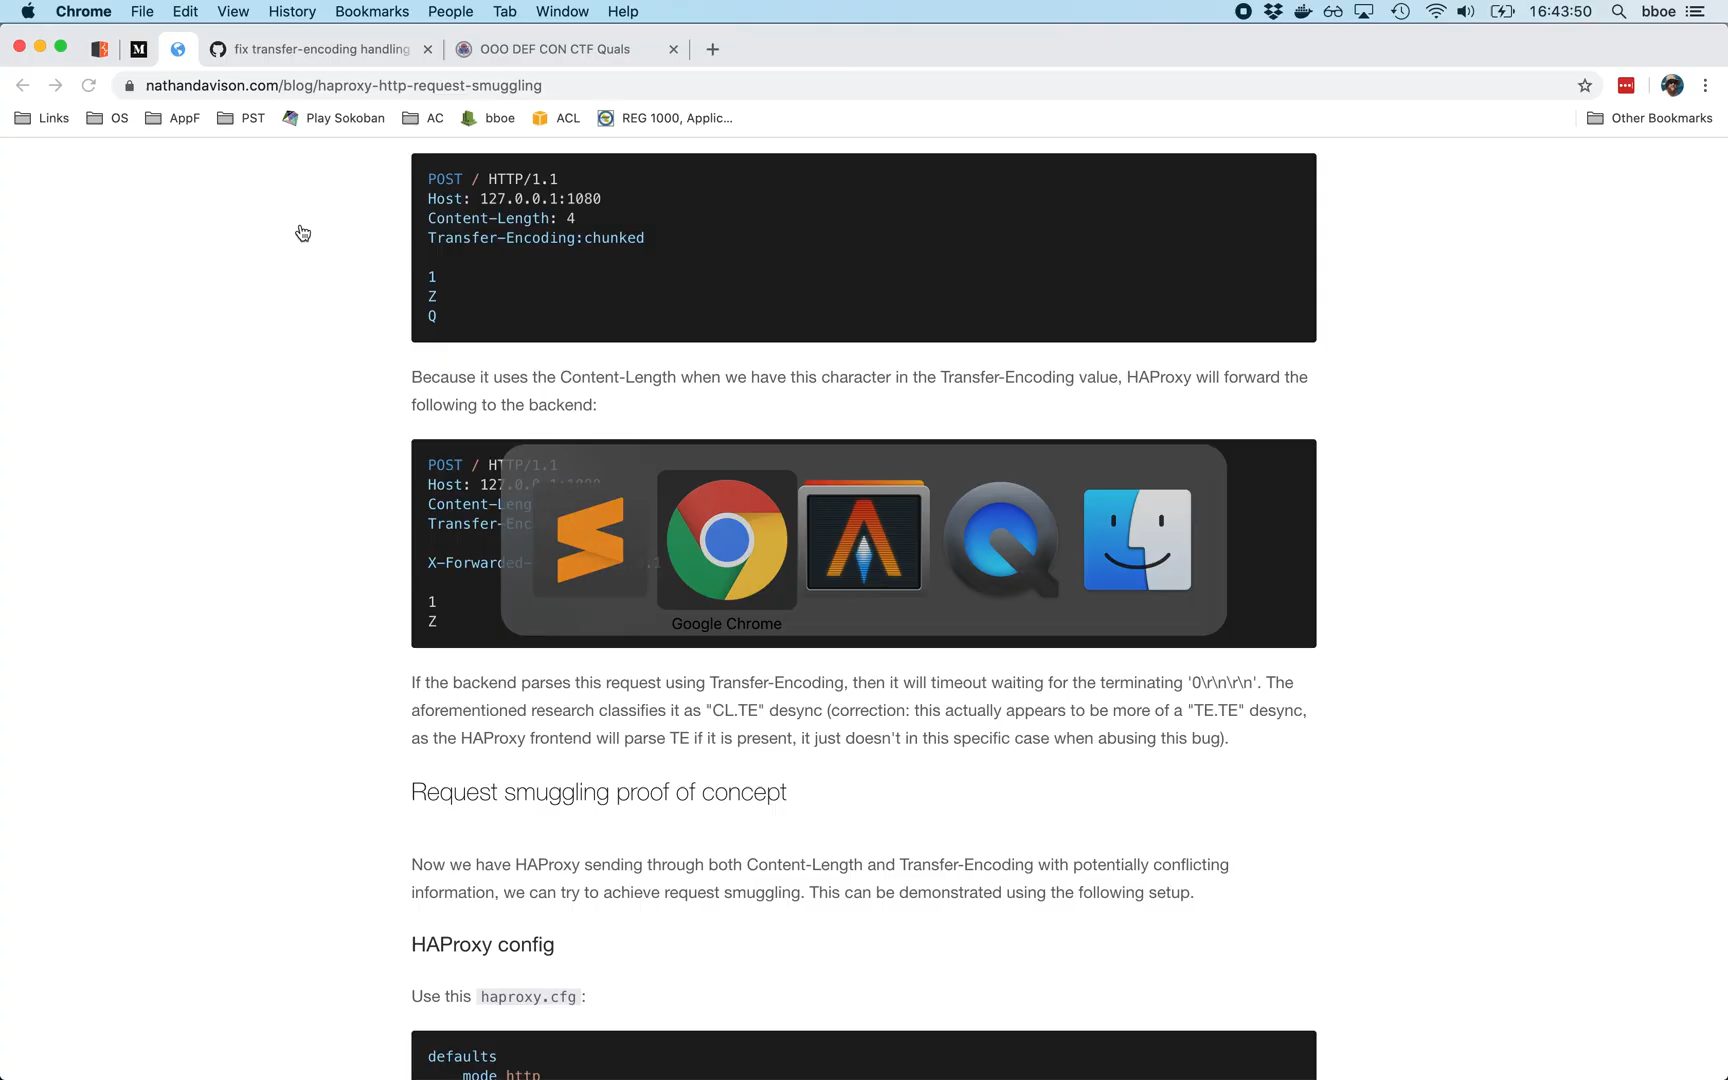 Chrome File Edit View History Bookmarks People Tab Window Help 16:43:50 bboe
fix transfer-encoding handling OOO DEF CON CTF Quals
nathandavison.com/blog/haproxy-http-request-smuggling
Links OS AppF PST Play Sokoban AC bboe ACL REG 1000, Applic... Other Bookmarks
POST / HTTP/1.1
Host: 127.0.0.1:1080
Content-Length: 4
Transfer-Encoding:chunked
1
Z
Q
Because it uses the Content-Length when we have this character in the Transfer-Encoding value, HAProxy will forward the
following to the backend:
POST / HTTP/1.1
Host: 127.0.0.1:1080
Content-Leng
Transfer-Enc
X-Forwarded- .1
1
Z
Google Chrome
If the backend parses this request using Transfer-Encoding, then it will timeout waiting for the terminating '0\r\n\r\n'. The
aforementioned research classifies it as "CL.TE" desync (correction: this actually appears to be more of a "TE.TE" desync,
as the HAProxy frontend will parse TE if it is present, it just doesn't in this specific case when abusing this bug).
Request smuggling proof of concept
Now we have HAProxy sending through both Content-Length and Transfer-Encoding with potentially conflicting
information, we can try to achieve request smuggling. This can be demonstrated using the following setup.
HAProxy config
Use this haproxy.cfg:
defaults
mode http